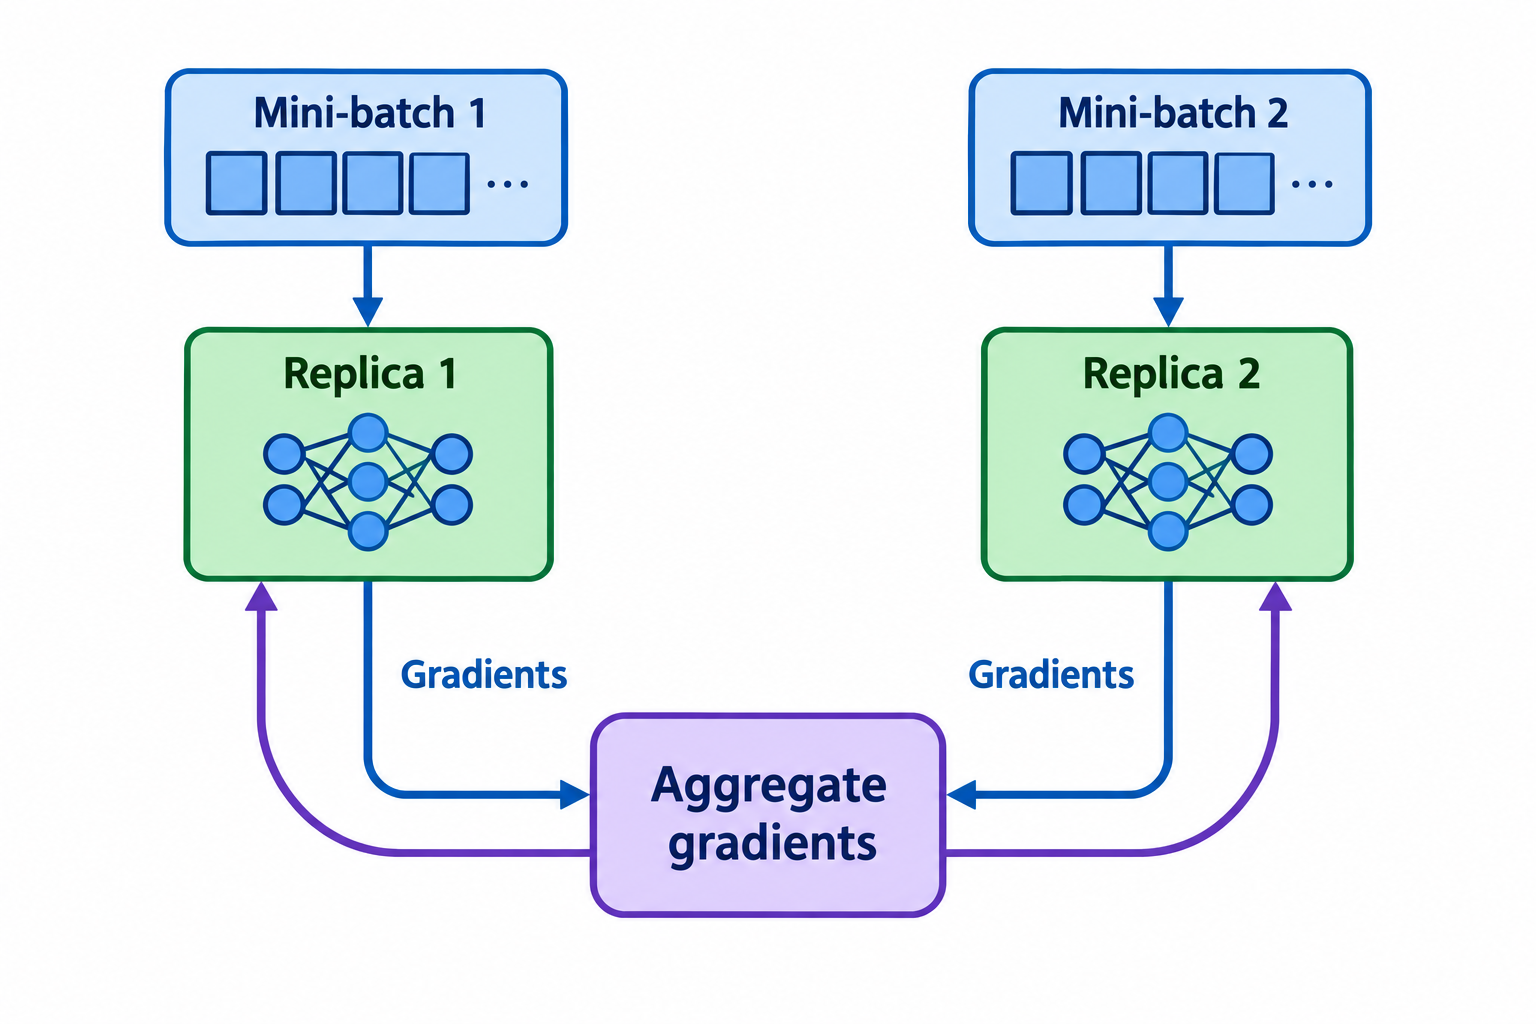 Mini-batch 1
...
Mini-batch 2
...
Replica 1
Replica 2
Gradients
Gradients
Aggregate
gradients